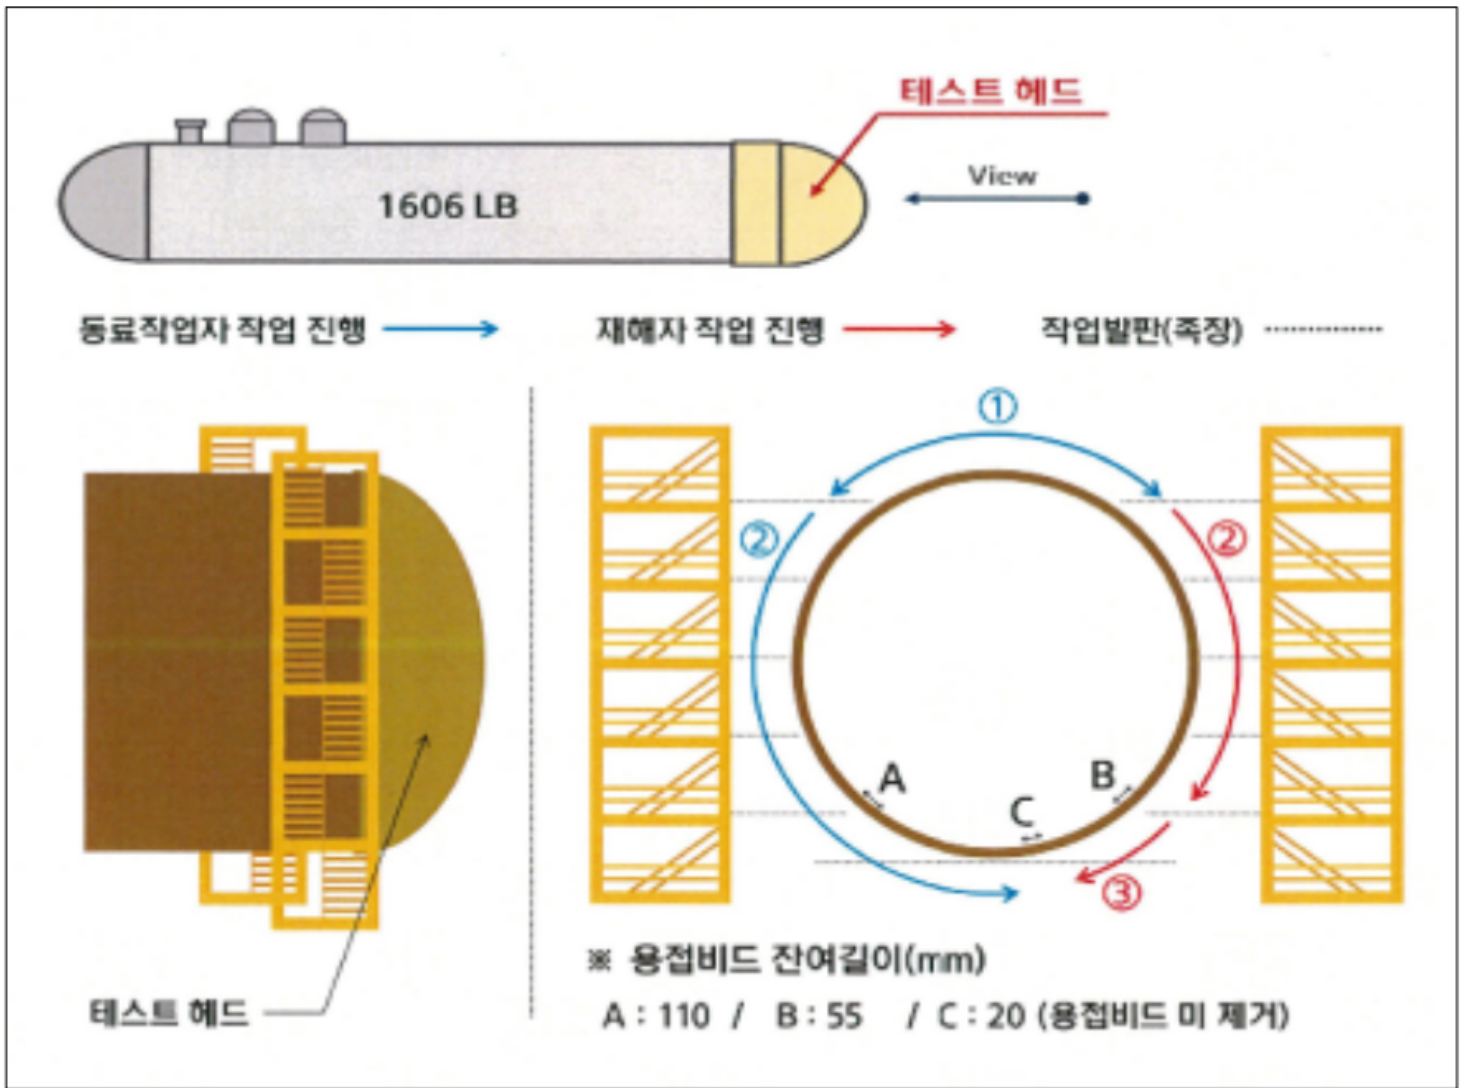 테스트 헤드
View
1606 LB
동료작업자 작업 진행 재해자 작업 진행 작업발판(족장)
①
② ②
A B
C
③
※ 용접비드 잔여길이(mm)
테스트 헤드
A : 110 / B : 55 / C : 20 (용접비드 미 제거)